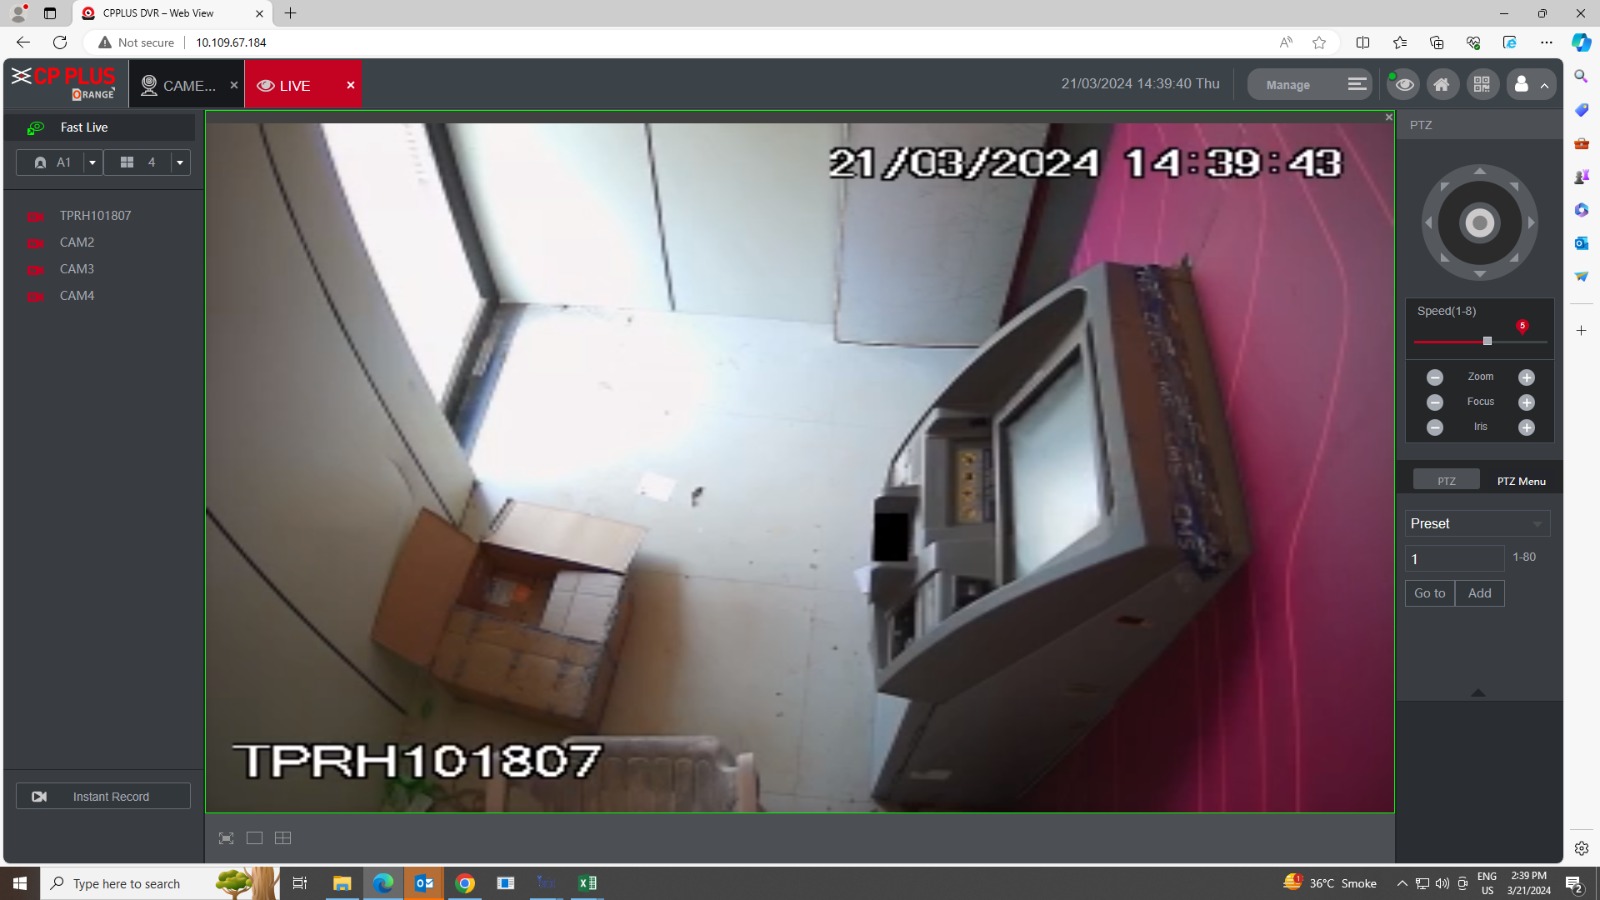 CPPLUS DVR – Web View
Not secure
10.109.67.184
CP PLUS
ORANGE
CAME...
LIVE
21/03/2024 14:39:40 Thu
Manage
Fast Live
A1
4
TPRH101807
CAM2
CAM3
CAM4
21/03/2024 14:39:43
TPRH101807
PTZ
Speed(1-8)
5
Zoom
Focus
Iris
PTZ
PTZ Menu
Preset
1
1-80
Go to
Add
Instant Record
Type here to search
36°C Smoke
ENG
US
2:39 PM
3/21/2024
2